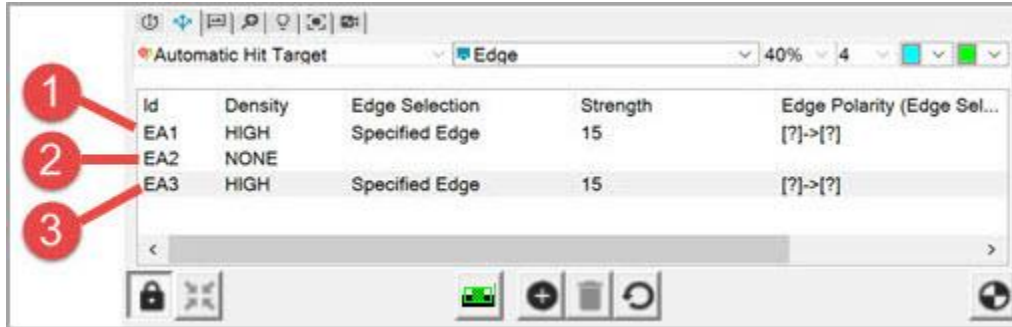 Automatic Hit Target Edge 40% 4
Id Density Edge Selection Strength Edge Polarity (Edge Sel...
1 EA1 HIGH Specified Edge 15 [?]->[?]
2 EA2 NONE
3 EA3 HIGH Specified Edge 15 [?]->[?]